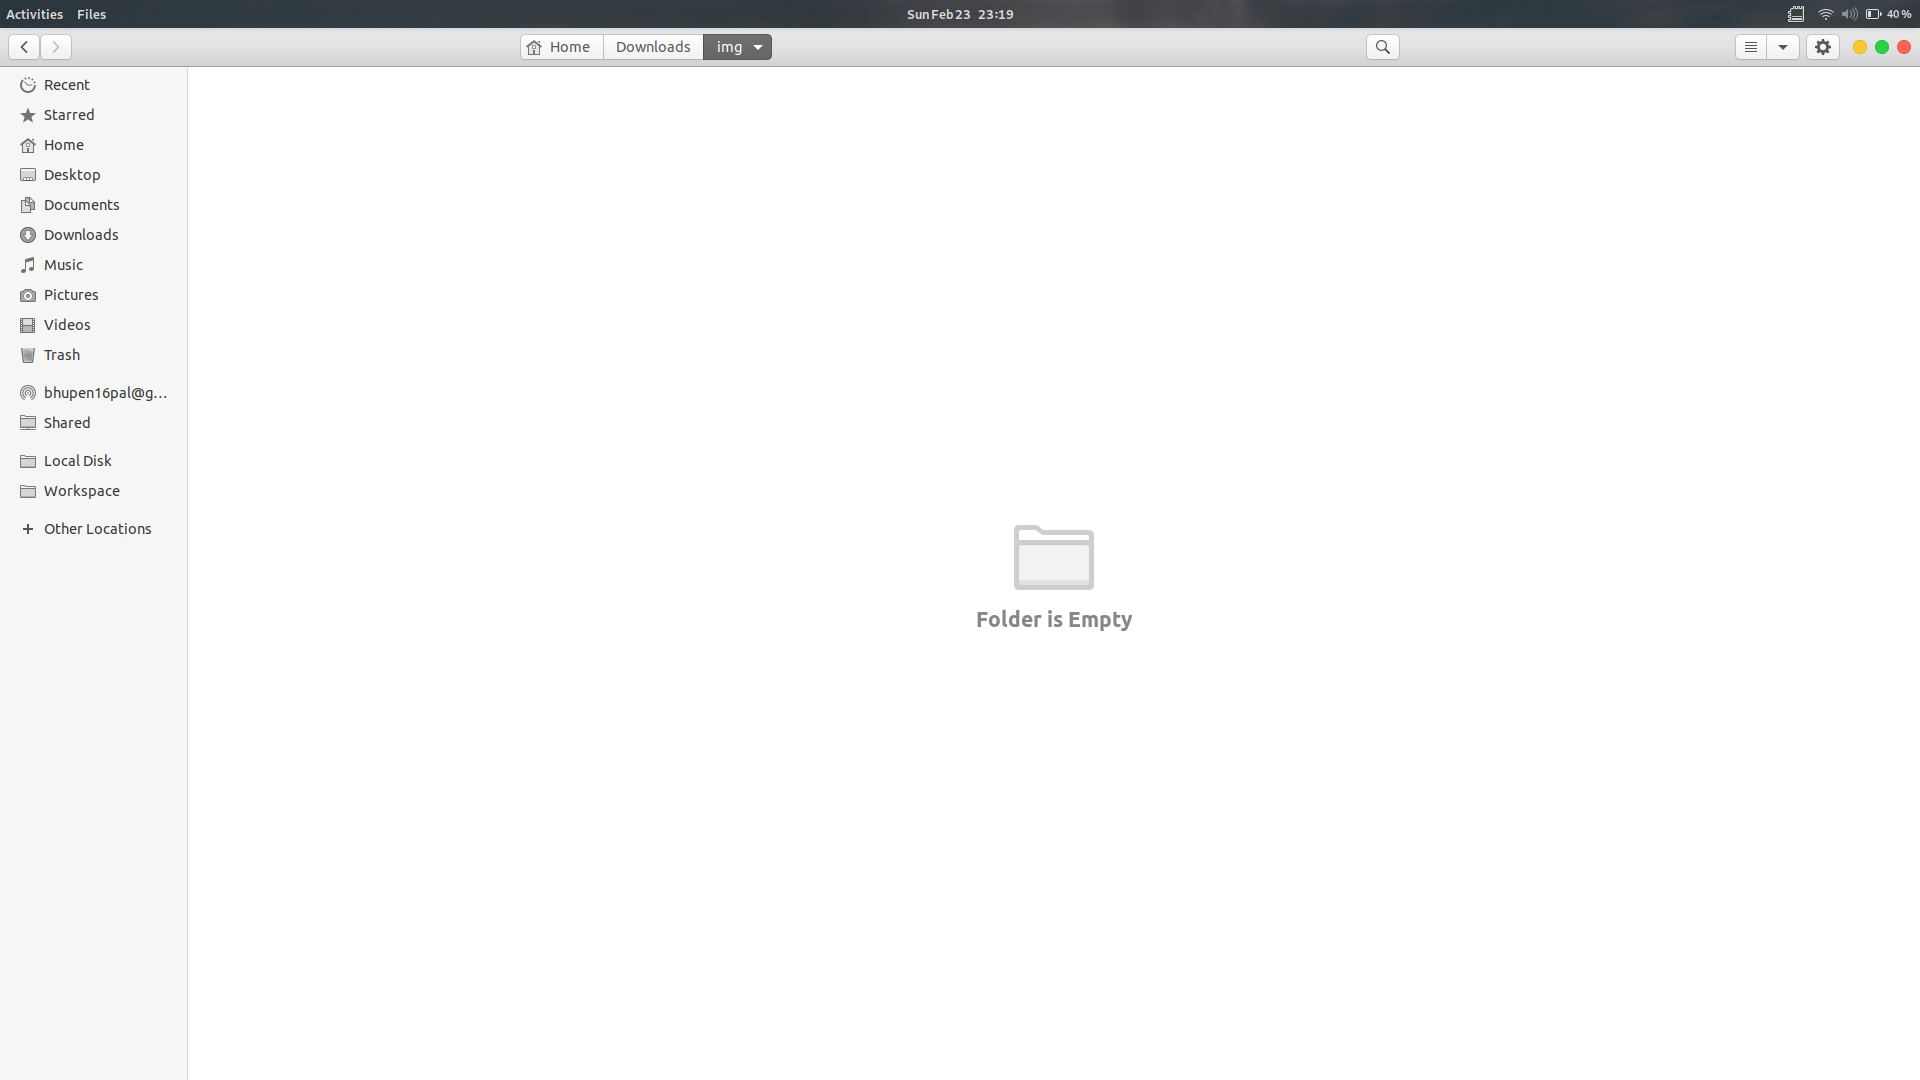 Activities Files Sun Feb 23 23:19 40 %
Home Downloads img
Recent
Starred
Home
Desktop
Documents
Downloads
Music
Pictures
Videos
Trash
bhupen16pal@g...
Shared
Local Disk
Workspace
Other Locations
Folder is Empty